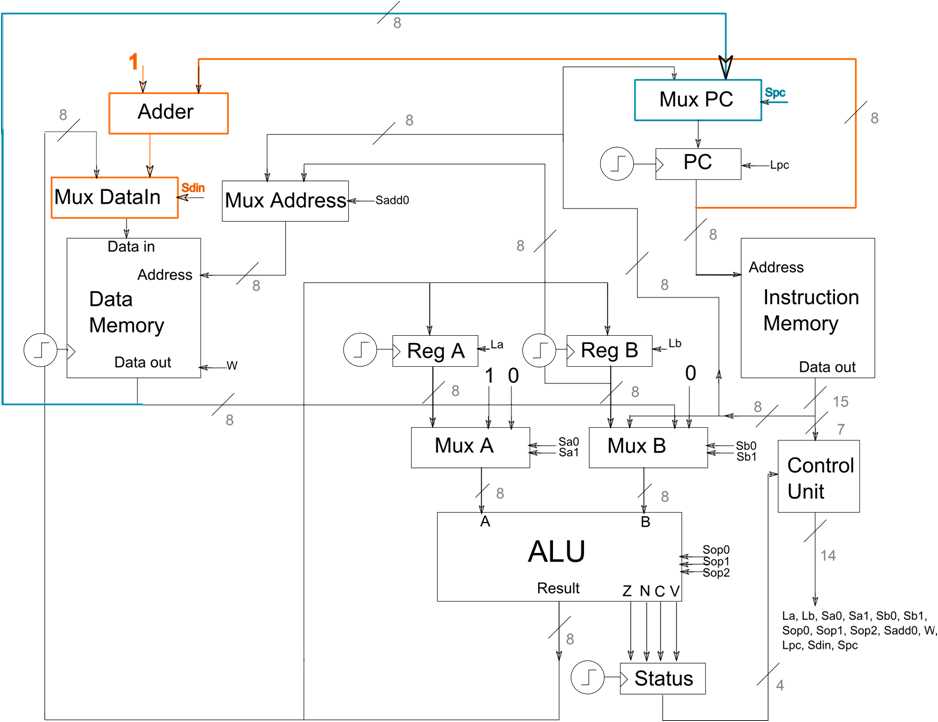 8
1
8
Adder
Mux PC
Spc
8
8
PC
Lpc
Mux DataIn
Sdin
Mux Address
Sadd0
8
Data in
Address
8
8
8
Address
Data
Memory
Instruction
Memory
Reg A
La
Reg B
Lb
Data out
W
Data out
8
1
0
8
0
15
8
8
7
Mux A
Sa0
Sa1
Mux B
Sb0
Sb1
Control
Unit
8
8
A
B
ALU
Sop0
Sop1
Sop2
14
Result
Z N C V
8
La, Lb, Sa0, Sa1, Sb0, Sb1,
Sop0, Sop1, Sop2, Sadd0, W,
Lpc, Sdin, Spc
Status
4